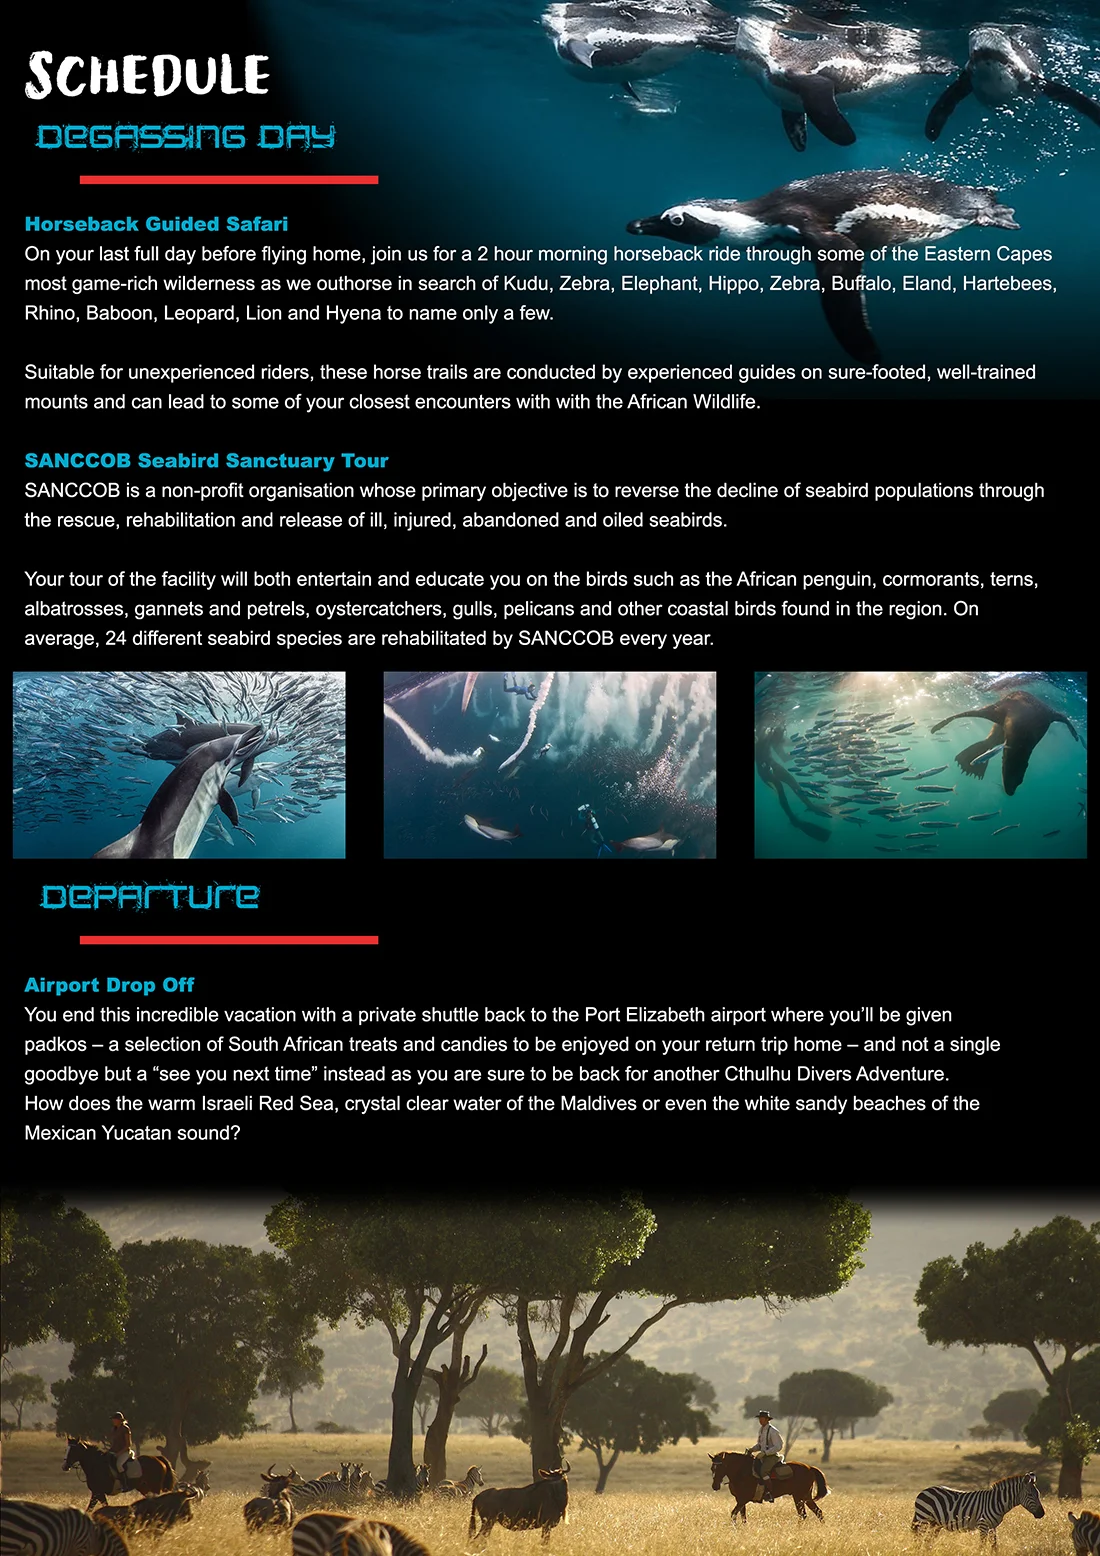 SCHEDULE
DEGASSING DAY
Horseback Guided Safari
On your last full day before flying home, join us for a 2 hour morning horseback ride through some of the Eastern Capes
most game-rich wilderness as we outhorse in search of Kudu, Zebra, Elephant, Hippo, Zebra, Buffalo, Eland, Hartebees,
Rhino, Baboon, Leopard, Lion and Hyena to name only a few.
Suitable for unexperienced riders, these horse trails are conducted by experienced guides on sure-footed, well-trained
mounts and can lead to some of your closest encounters with with the African Wildlife.
SANCCOB Seabird Sanctuary Tour
SANCCOB is a non-profit organisation whose primary objective is to reverse the decline of seabird populations through
the rescue, rehabilitation and release of ill, injured, abandoned and oiled seabirds.
Your tour of the facility will both entertain and educate you on the birds such as the African penguin, cormorants, terns,
albatrosses, gannets and petrels, oystercatchers, gulls, pelicans and other coastal birds found in the region. On
average, 24 different seabird species are rehabilitated by SANCCOB every year.
DEPARTURE
Airport Drop Off
You end this incredible vacation with a private shuttle back to the Port Elizabeth airport where you’ll be given
padkos – a selection of South African treats and candies to be enjoyed on your return trip home – and not a single
goodbye but a “see you next time” instead as you are sure to be back for another Cthulhu Divers Adventure.
How does the warm Israeli Red Sea, crystal clear water of the Maldives or even the white sandy beaches of the
Mexican Yucatan sound?